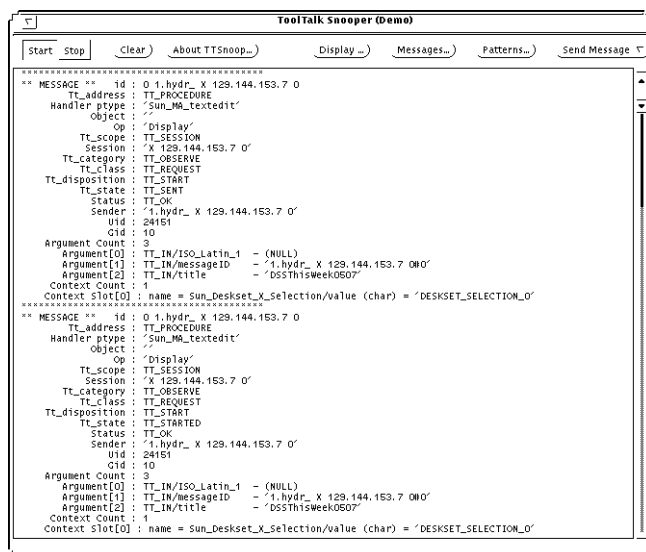 ToolTalk Snooper (Demo)
Start Stop Clear) About TTSnoop...) Display ...) Messages...) Patterns...) Send Message
*******************************************
** MESSAGE ** id : 0 1.hydr_ X 129.144.153.7 0
Tt_address : TT_PROCEDURE
Handler ptype : 'Sun_MA_textedit'
Object : ''
Op : 'Display'
Tt_scope : TT_SESSION
Session : 'X 129.144.153.7 0'
Tt_category : TT_OBSERVE
Tt_class : TT_REQUEST
Tt_disposition : TT_START
Tt_state : TT_SENT
Status : TT_OK
Sender : '1.hydr_ X 129.144.153.7 0'
Uid : 24151
Gid : 10
Argument Count : 3
Argument[0] : TT_IN/ISO_Latin_1 - (NULL)
Argument[1] : TT_IN/messageID - '1.hydr_ X 129.144.153.7 0#0'
Argument[2] : TT_IN/title - 'DSSThisWeek0507'
Context Count : 1
Context Slot[0] : name = Sun_Deskset_X_Selection/value (char) = 'DESKSET_SELECTION_0'
*******************************************
** MESSAGE ** id : 0 1.hydr_ X 129.144.153.7 0
Tt_address : TT_PROCEDURE
Handler ptype : 'Sun_MA_textedit'
Object : ''
Op : 'Display'
Tt_scope : TT_SESSION
Session : 'X 129.144.153.7 0'
Tt_category : TT_OBSERVE
Tt_class : TT_REQUEST
Tt_disposition : TT_START
Tt_state : TT_STARTED
Status : TT_OK
Sender : '1.hydr_ X 129.144.153.7 0'
Uid : 24151
Gid : 10
Argument Count : 3
Argument[0] : TT_IN/ISO_Latin_1 - (NULL)
Argument[1] : TT_IN/messageID - '1.hydr_ X 129.144.153.7 0#0'
Argument[2] : TT_IN/title - 'DSSThisWeek0507'
Context Count : 1
Context Slot[0] : name = Sun_Deskset_X_Selection/value (char) = 'DESKSET_SELECTION_0'